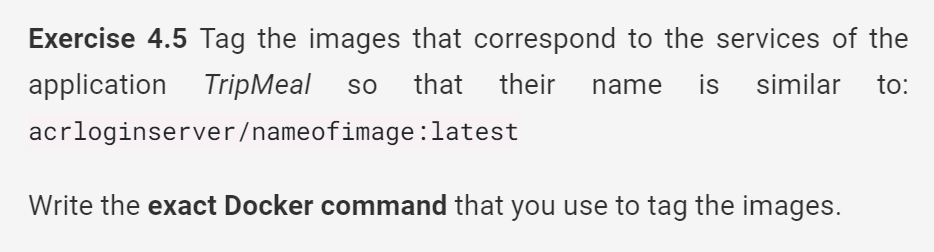 Exercise 4.5 Tag the images that correspond to the services of the
application TripMeal so that their name is similar to:
acrloginserver/nameofimage:latest
Write the exact Docker command that you use to tag the images.